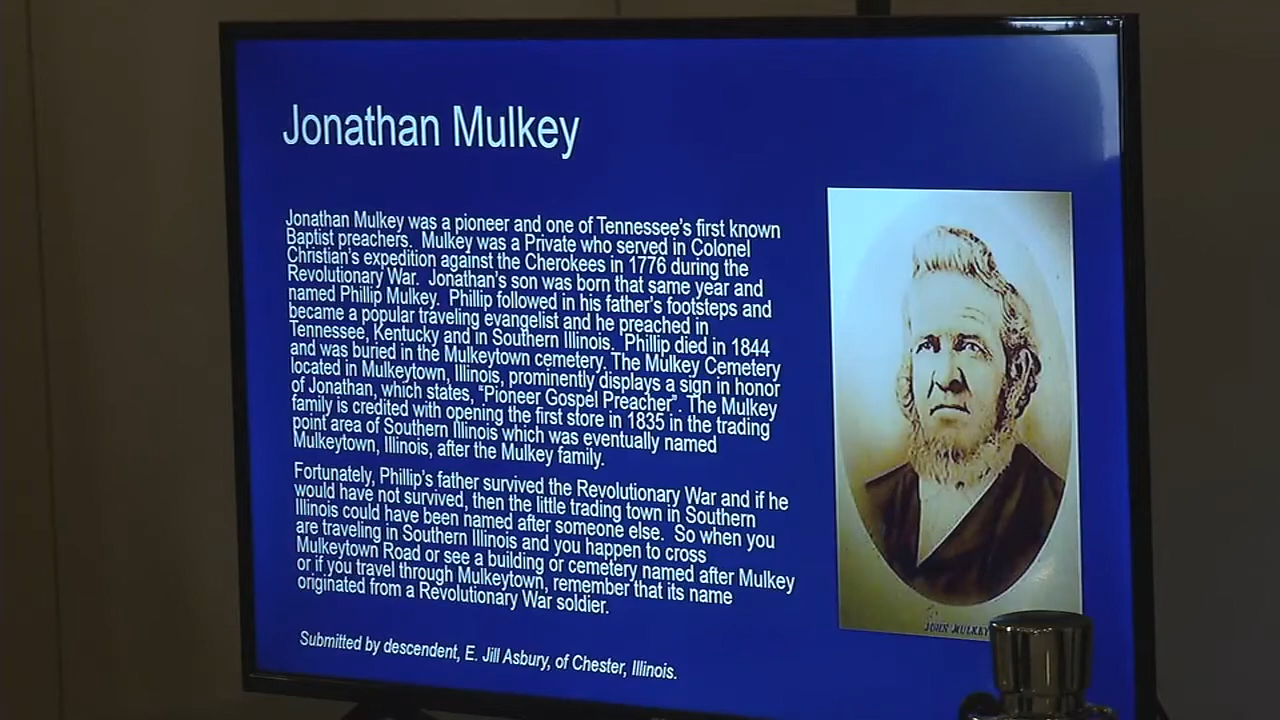 Jonathan Mulkey
Jonathan Mulkey was a pioneer and one of Tennessee's first known
Baptist preachers. Mulkey was a Private who served in Colonel
Christian's expedition against the Cherokees in 1776 during the
Revolutionary War. Jonathan's son was born that same year and
named Phillip Mulkey. Phillip followed in his father's footsteps and
became a popular traveling evangelist and he preached in
Tennessee, Kentucky and in Southern Illinois. Phillip died in 1844
and was buried in the Mulkeytown cemetery. The Mulkey Cemetery
located in Mulkeytown, Illinois, prominently displays a sign in honor
of Jonathan, which states, "Pioneer Gospel Preacher". The Mulkey
family is credited with opening the first store in 1835 in the trading
point area of Southern Illinois which was eventually named
Mulkeytown, Illinois, after the Mulkey family.
Fortunately, Phillip's father survived the Revolutionary War and if he
would have not survived, then the little trading town in Southern
Illinois could have been named after someone else. So when you
are traveling in Southern Illinois and you happen to cross
Mulkeytown Road or see a building or cemetery named after Mulkey
or if you travel through Mulkeytown, remember that its name
originated from a Revolutionary War soldier.
Submitted by descendent, E. Jill Asbury, of Chester, Illinois.
JOHN MULKEY